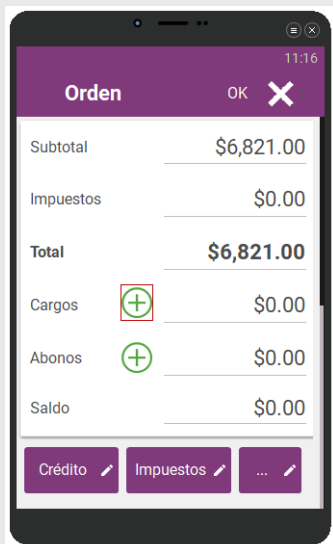 11:16
Orden OK
Subtotal $6,821.00
Impuestos $0.00
Total $6,821.00
Cargos $0.00
Abonos $0.00
Saldo $0.00
Crédito Impuestos ...